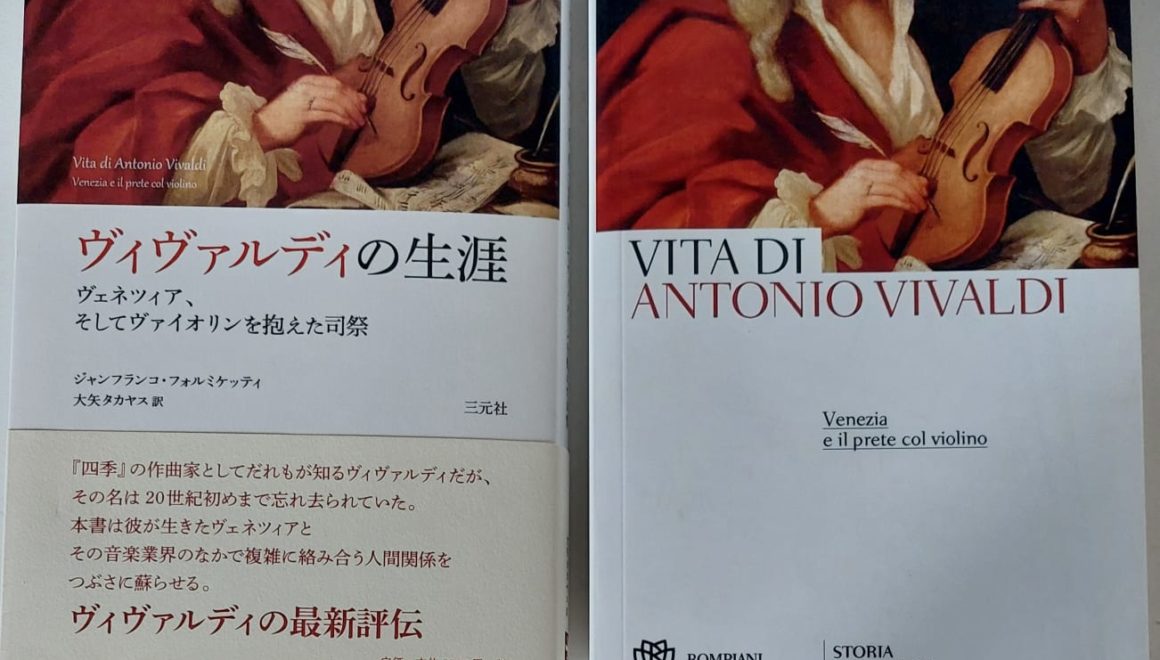 Vita di Antonio Vivaldi
Venezia e il prete col violino
ヴィヴァルディの生涯
ヴェネツィア、
そしてヴァイオリンを抱えた司祭
ジャンフランコ・フォルミケッティ
大矢タカヤス 訳
三元社
『四季』の作曲家としてだれもが知るヴィヴァルディだが、
その名は20世紀初めまで忘れ去られていた。
本書は彼が生きたヴェネツィアと
その音楽業界のなかで複雑に絡み合う人間関係を
つぶさに蘇らせる。
ヴィヴァルディの最新評伝
VITA DI
ANTONIO VIVALDI
Venezia
e il prete col violino
BOMPIANI
STORIA